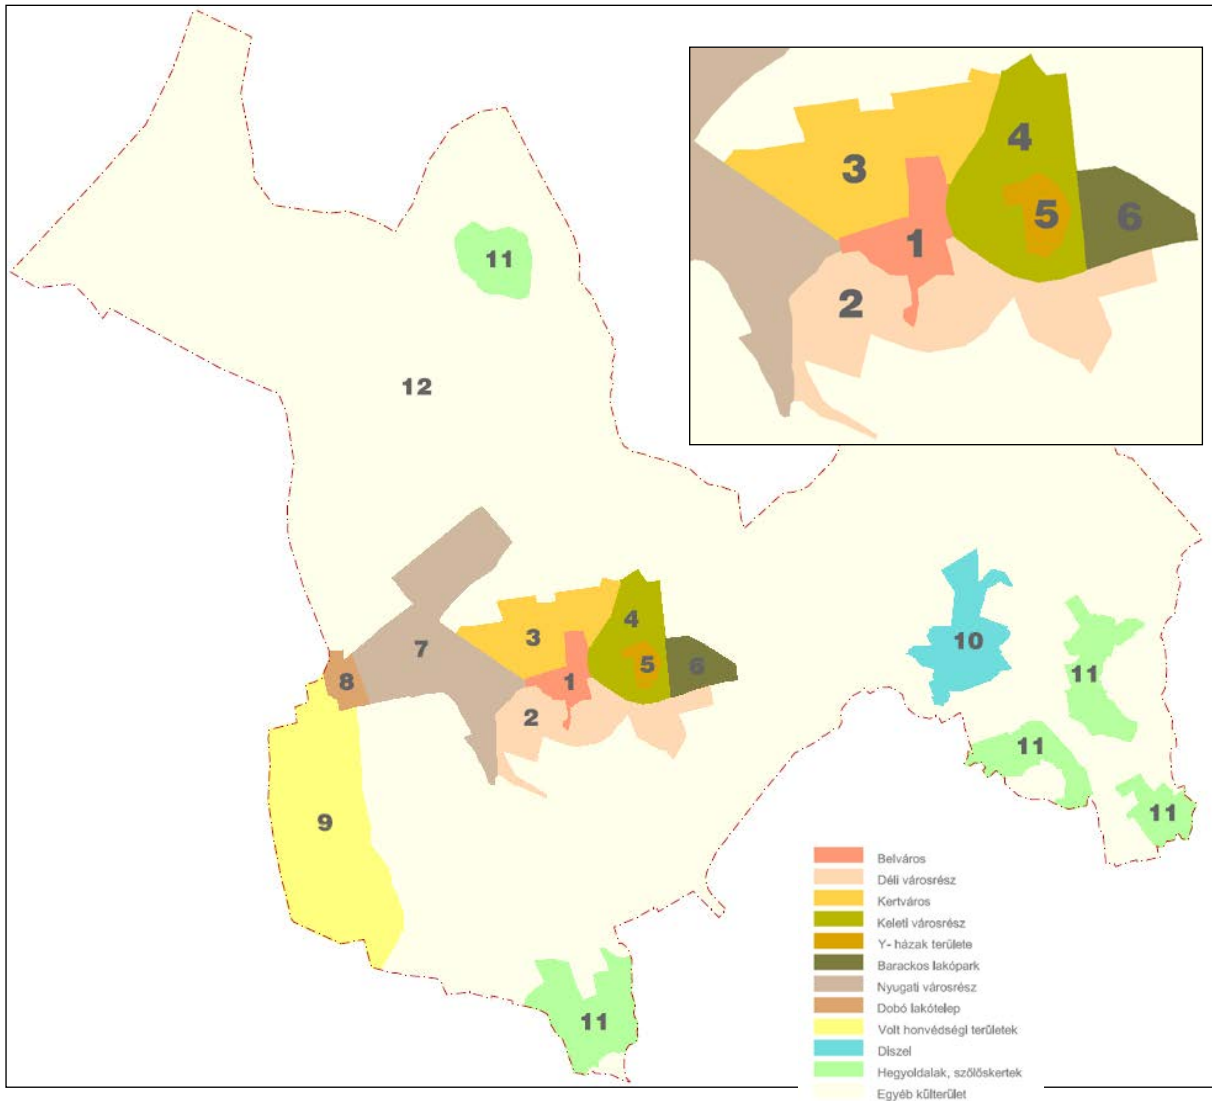 4
3
5
6
1
2
11
12
4
3
7
5
6
8
1
2
10
11
11
9
11
11
Belváros
Déli városrész
Kertváros
Keleti városrész
Y- házak területe
Barackos lakópark
Nyugati városrész
Dobó lakótelep
Volt honvédségi területek
Diszel
Hegyoldalak, szőlőskertek
Egyéb külterület